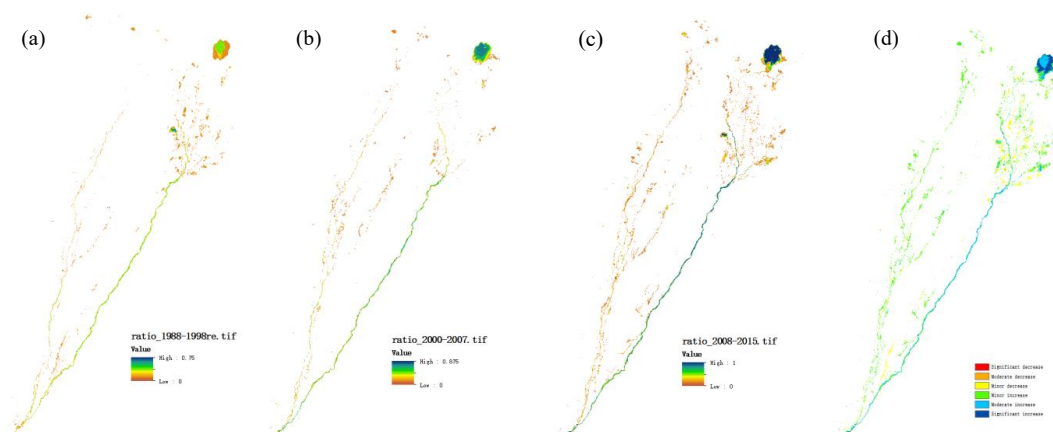 (a)
(b)
(c)
(d)
ratio_1988-1998re.tif
Value
High : 0.75
Low : 0
ratio_2000-2007.tif
Value
High : 0.875
Low : 0
ratio_2008-2015.tif
Value
High : 1
Low : 0
Significant decrease
Moderate decrease
Minor decrease
Minor increase
Moderate increase
Significant increase